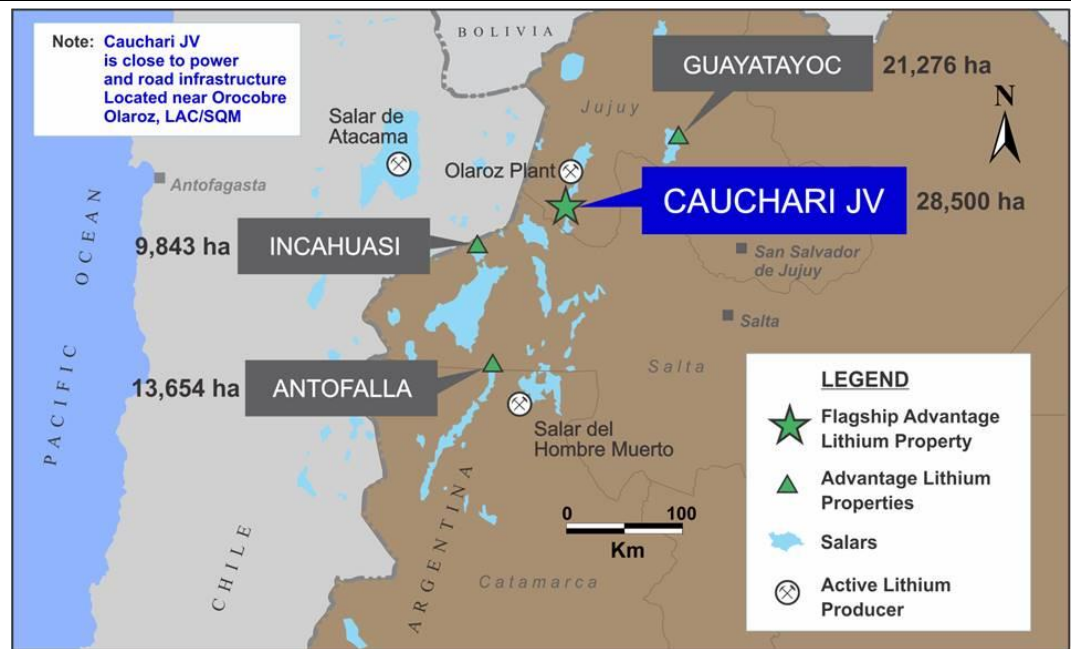 Note: Cauchari JV
is close to power
and road infrastructure
Located near Orocobre
Olaroz, LAC/SQM
BOLIVIA
GUAYATAYOC
21,276 ha
Jujuy
N
Salar de
Atacama
Olaroz Plant
Antofagasta
CAUCHARI JV
28,500 ha
PACIFIC OCEAN
9,843 ha
INCAHUASI
San Salvador
de Jujuy
Salta
Salta
13,654 ha
ANTOFALLA
Salar del
Hombre Muerto
0 100
Km
CHILE
ARGENTINA
Catamarca
LEGEND
Flagship Advantage
Lithium Property
Advantage Lithium
Properties
Salars
Active Lithium
Producer